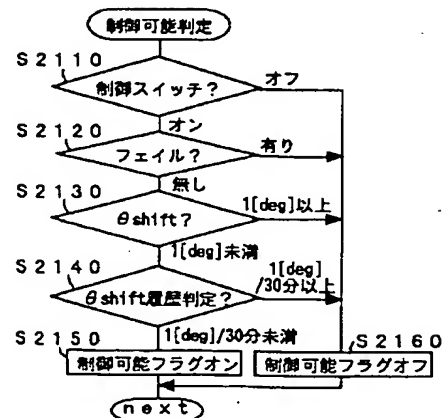 制御可能判定
S2110
制御スイッチ?
オフ
オン
S2120
フェイル?
有り
無し
S2130
θshift?
1[deg]以上
1[deg]未満
S2140
θshift履歴判定?
1[deg]
/30分以上
1[deg]/30分未満
S2150
制御可能フラグオン
S2160
制御可能フラグオフ
next